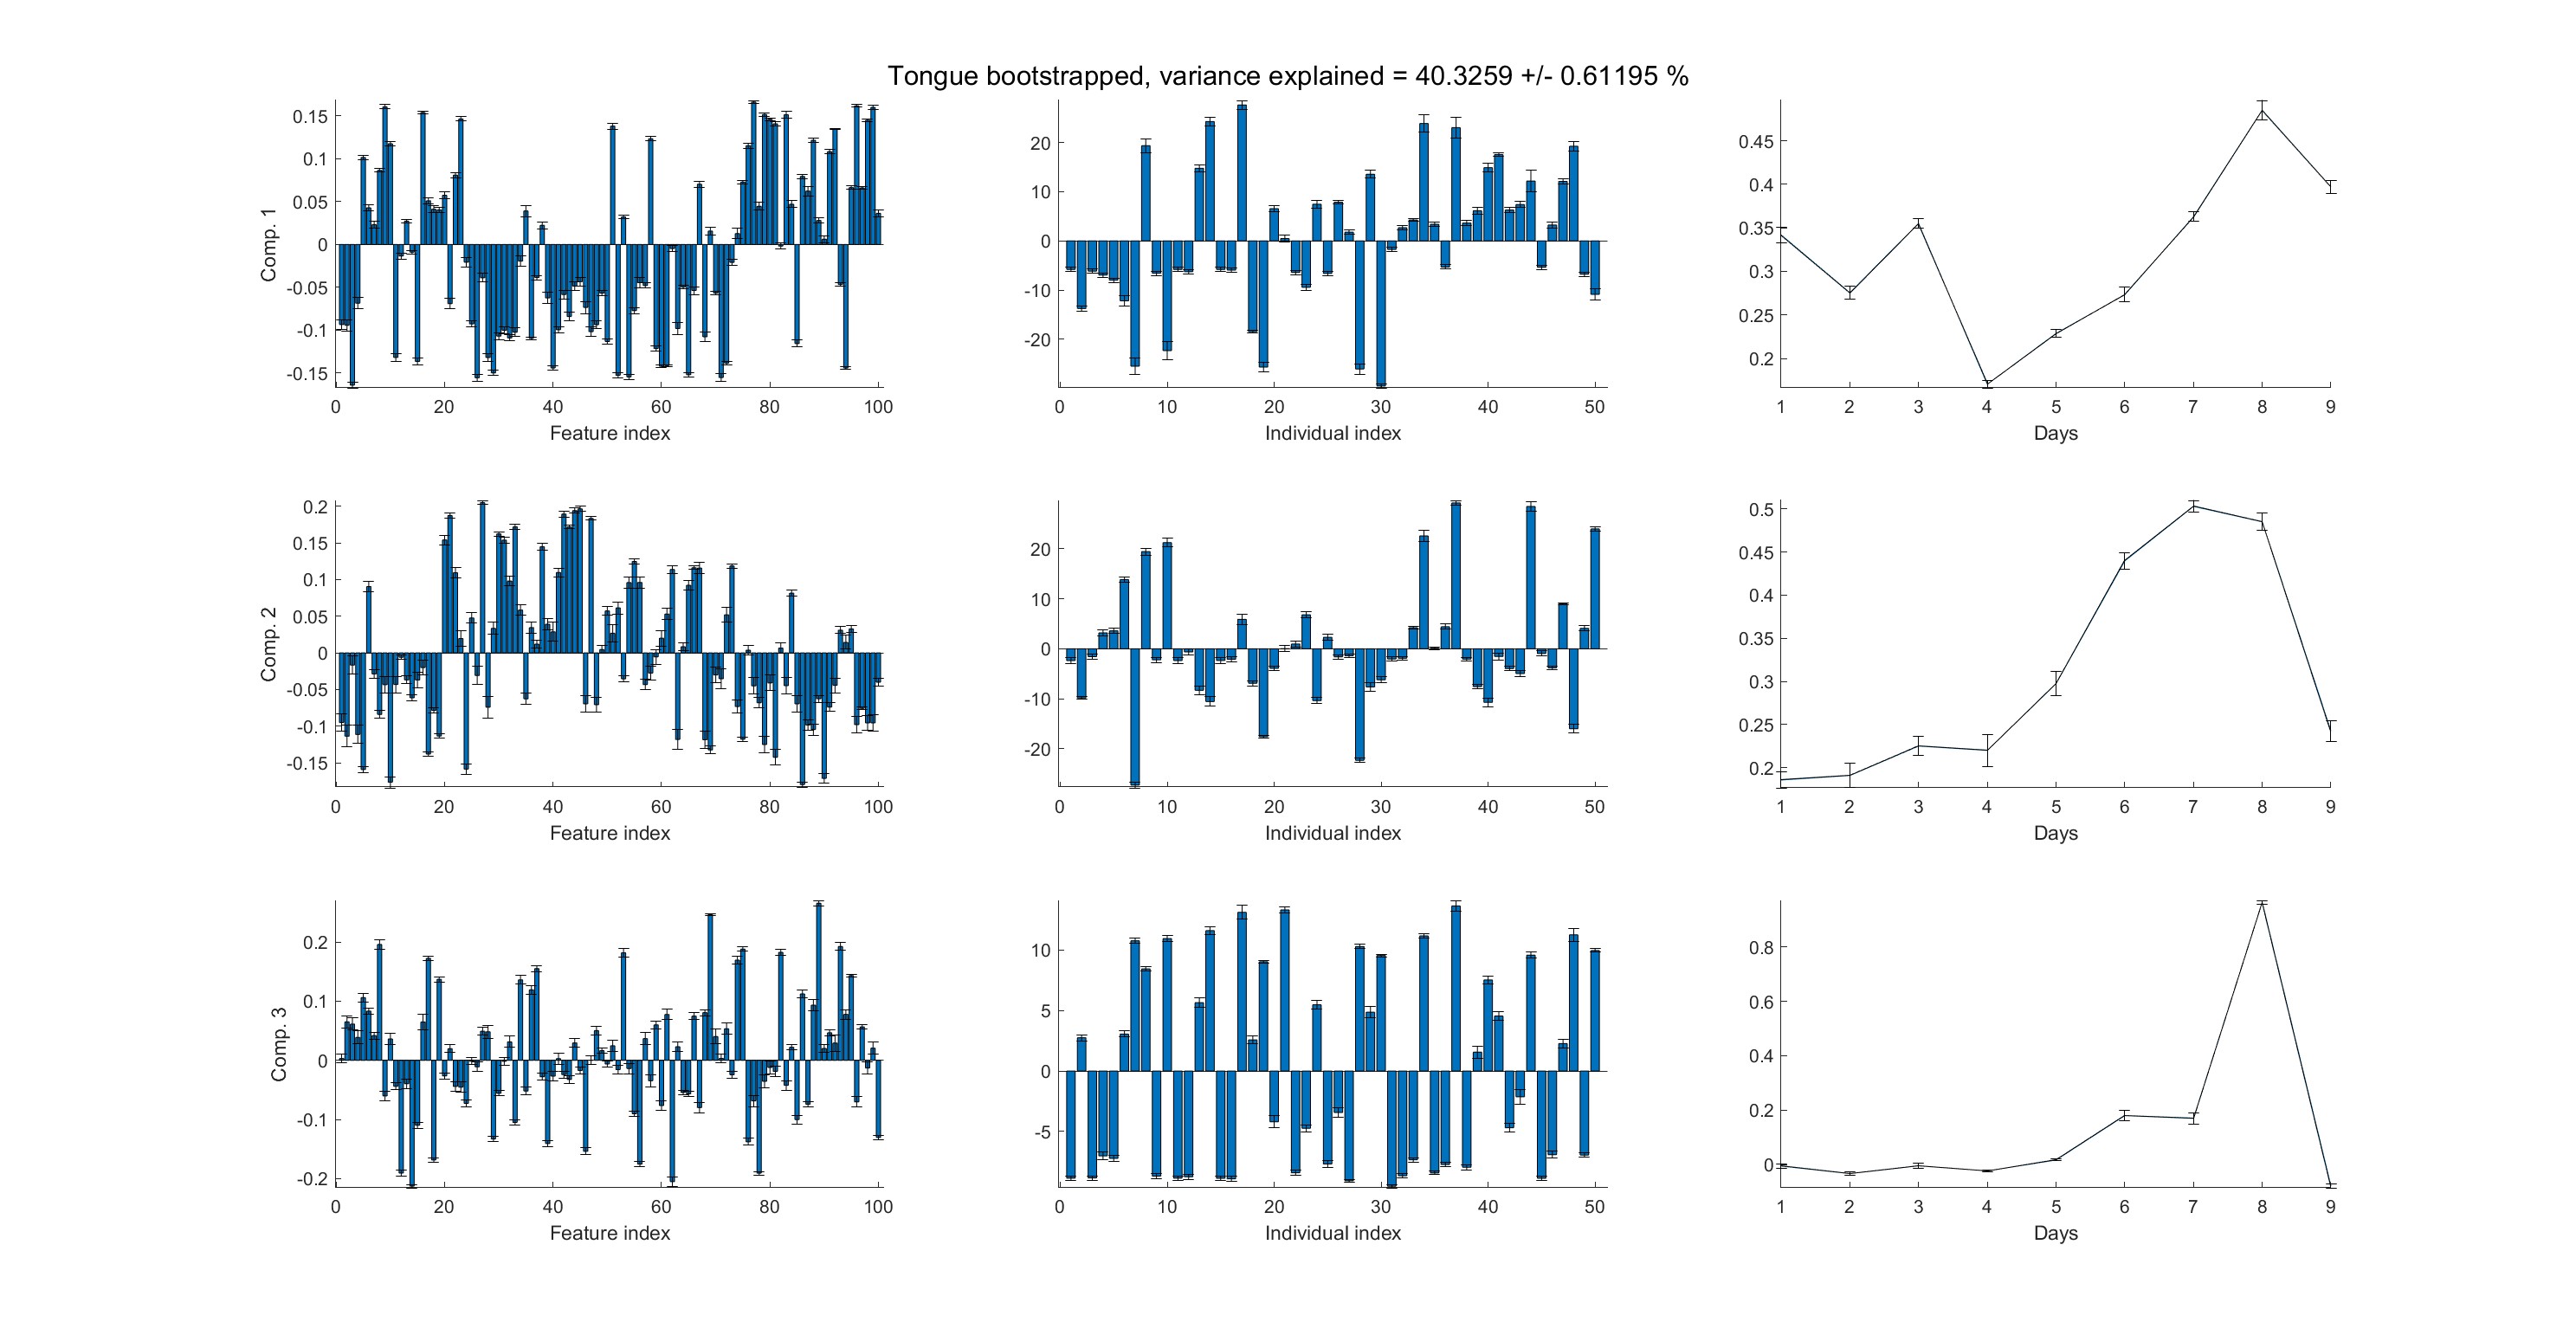 Tongue bootstrapped, variance explained = 40.3259 +/- 0.61195 %
Comp. 1
0.15
0.1
0.05
0
-0.05
-0.1
-0.15
0 20 40 60 80 100
Feature index
20
10
0
-10
-20
0 10 20 30 40 50
Individual index
0.45
0.4
0.35
0.3
0.25
0.2
1 2 3 4 5 6 7 8 9
Days
Comp. 2
0.2
0.15
0.1
0.05
0
-0.05
-0.1
-0.15
0 20 40 60 80 100
Feature index
20
10
0
-10
-20
0 10 20 30 40 50
Individual index
0.5
0.45
0.4
0.35
0.3
0.25
0.2
1 2 3 4 5 6 7 8 9
Days
Comp. 3
0.2
0.1
0
-0.1
-0.2
0 20 40 60 80 100
Feature index
10
5
0
-5
0 10 20 30 40 50
Individual index
0.8
0.6
0.4
0.2
0
1 2 3 4 5 6 7 8 9
Days